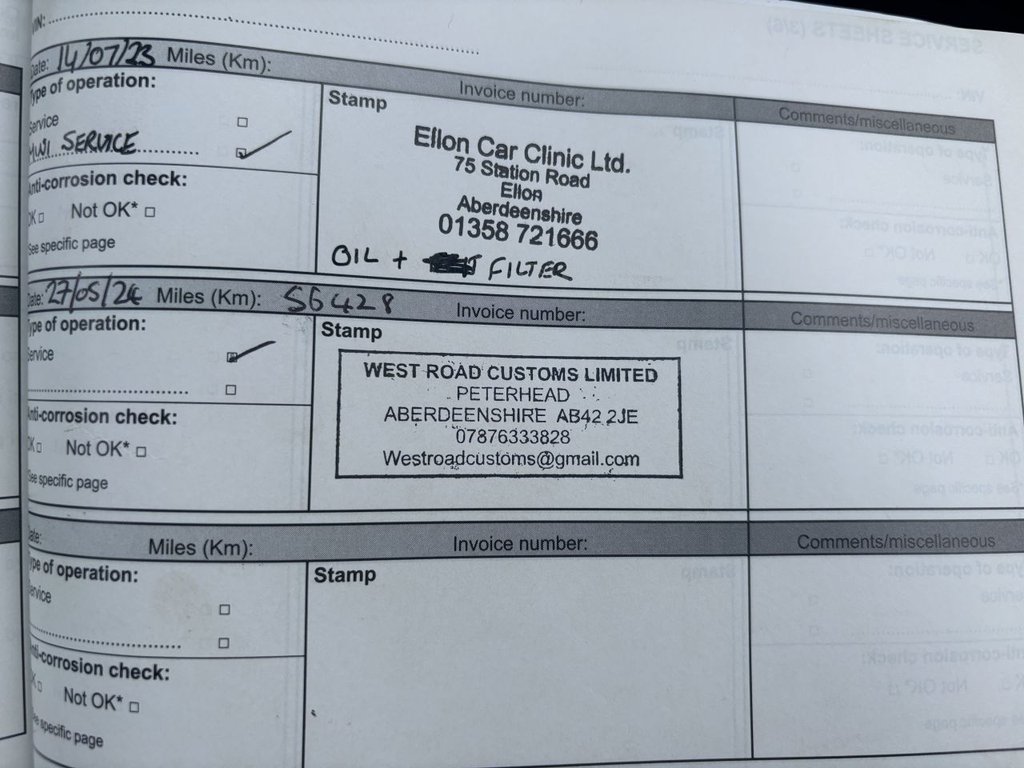 VIN:
Date: 14/07/23 Miles (Km): Invoice number: Comments/miscellaneous
Type of operation:
Service
MINI SERVICE
Anti-corrosion check:
OK Not OK*
See specific page
Stamp
Ellon Car Clinic Ltd.
75 Station Road
Ellon
Aberdeenshire
01358 721666
OIL + FILTER
Date: 27/05/24 Miles (Km): 56428 Invoice number: Comments/miscellaneous
Type of operation:
Service
Anti-corrosion check:
OK Not OK*
See specific page
Stamp
WEST ROAD CUSTOMS LIMITED
PETERHEAD
ABERDEENSHIRE AB42 2JE
07876333828
Westroadcustoms@gmail.com
Date: Miles (Km): Invoice number: Comments/miscellaneous
Type of operation:
Service
Anti-corrosion check:
OK Not OK*
See specific page
Stamp